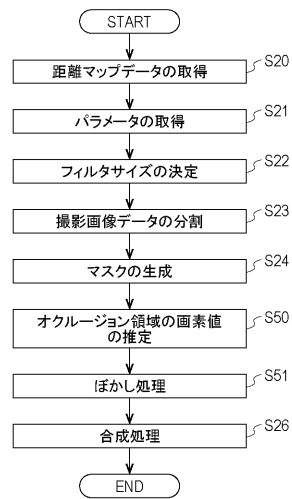 START
距離マップデータの取得
S20
パラメータの取得
S21
フィルタサイズの決定
S22
撮影画像データの分割
S23
マスクの生成
S24
オクルージョン領域の画素値
の推定
S50
ぼかし処理
S51
合成処理
S26
END